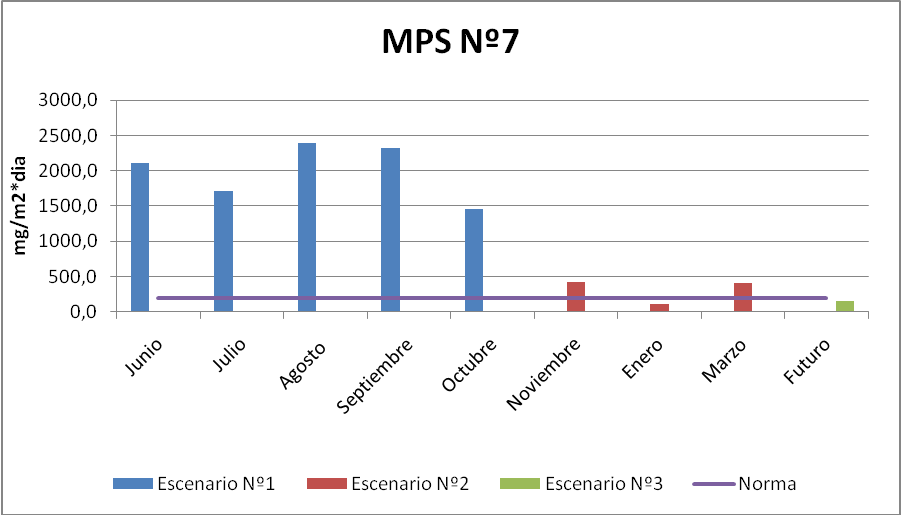 MPS Nº7
mg/m2*dia
3000,0
2500,0
2000,0
1500,0
1000,0
500,0
0,0
Junio
Julio
Agosto
Septiembre
Octubre
Noviembre
Enero
Marzo
Futuro
Escenario Nº1
Escenario Nº2
Escenario Nº3
Norma